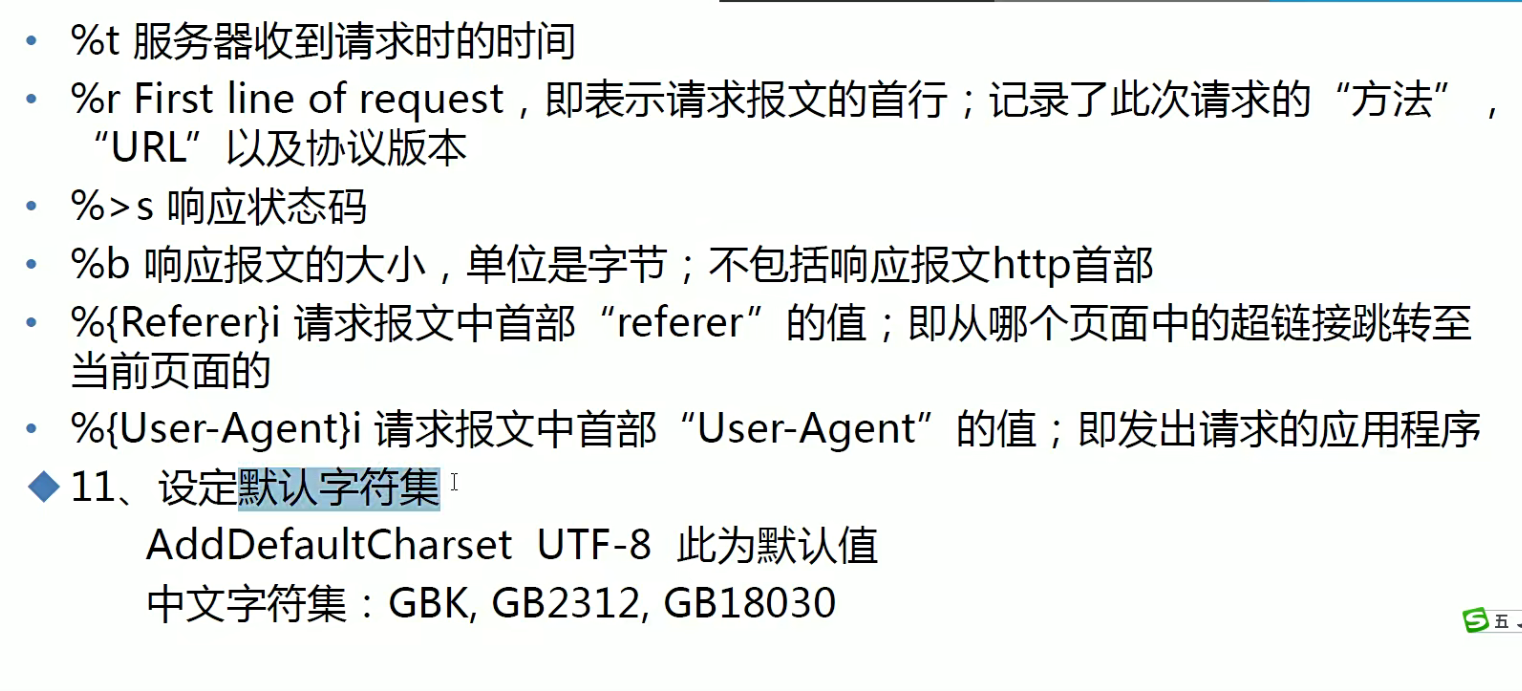 • %t 服务器收到请求时的时间
• %r First line of request，即表示请求报文的首行；记录了此次请求的“方法”，
“URL”以及协议版本
• %>s 响应状态码
• %b 响应报文的大小，单位是字节；不包括响应报文http首部
• %{Referer}i 请求报文中首部“referer”的值；即从哪个页面中的超链接跳转至
当前页面的
• %{User-Agent}i 请求报文中首部“User-Agent”的值；即发出请求的应用程序
◆ 11、设定默认字符集
AddDefaultCharset UTF-8 此为默认值
中文字符集：GBK, GB2312, GB18030
五